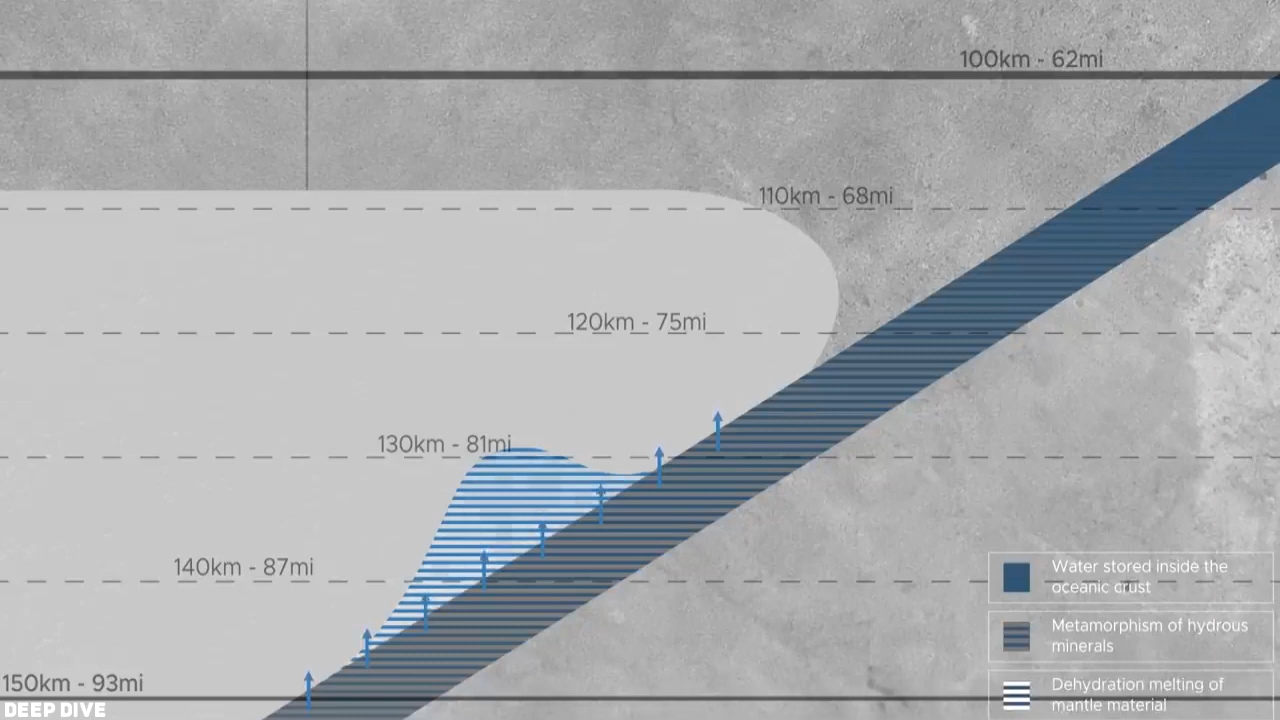 100km - 62mi
110km - 68mi
120km - 75mi
130km - 81mi
140km - 87mi
Water stored inside the
oceanic crust
Metamorphism of hydrous
minerals
150km - 93mi
Dehydration melting of
mantle material
DEEP DIVE